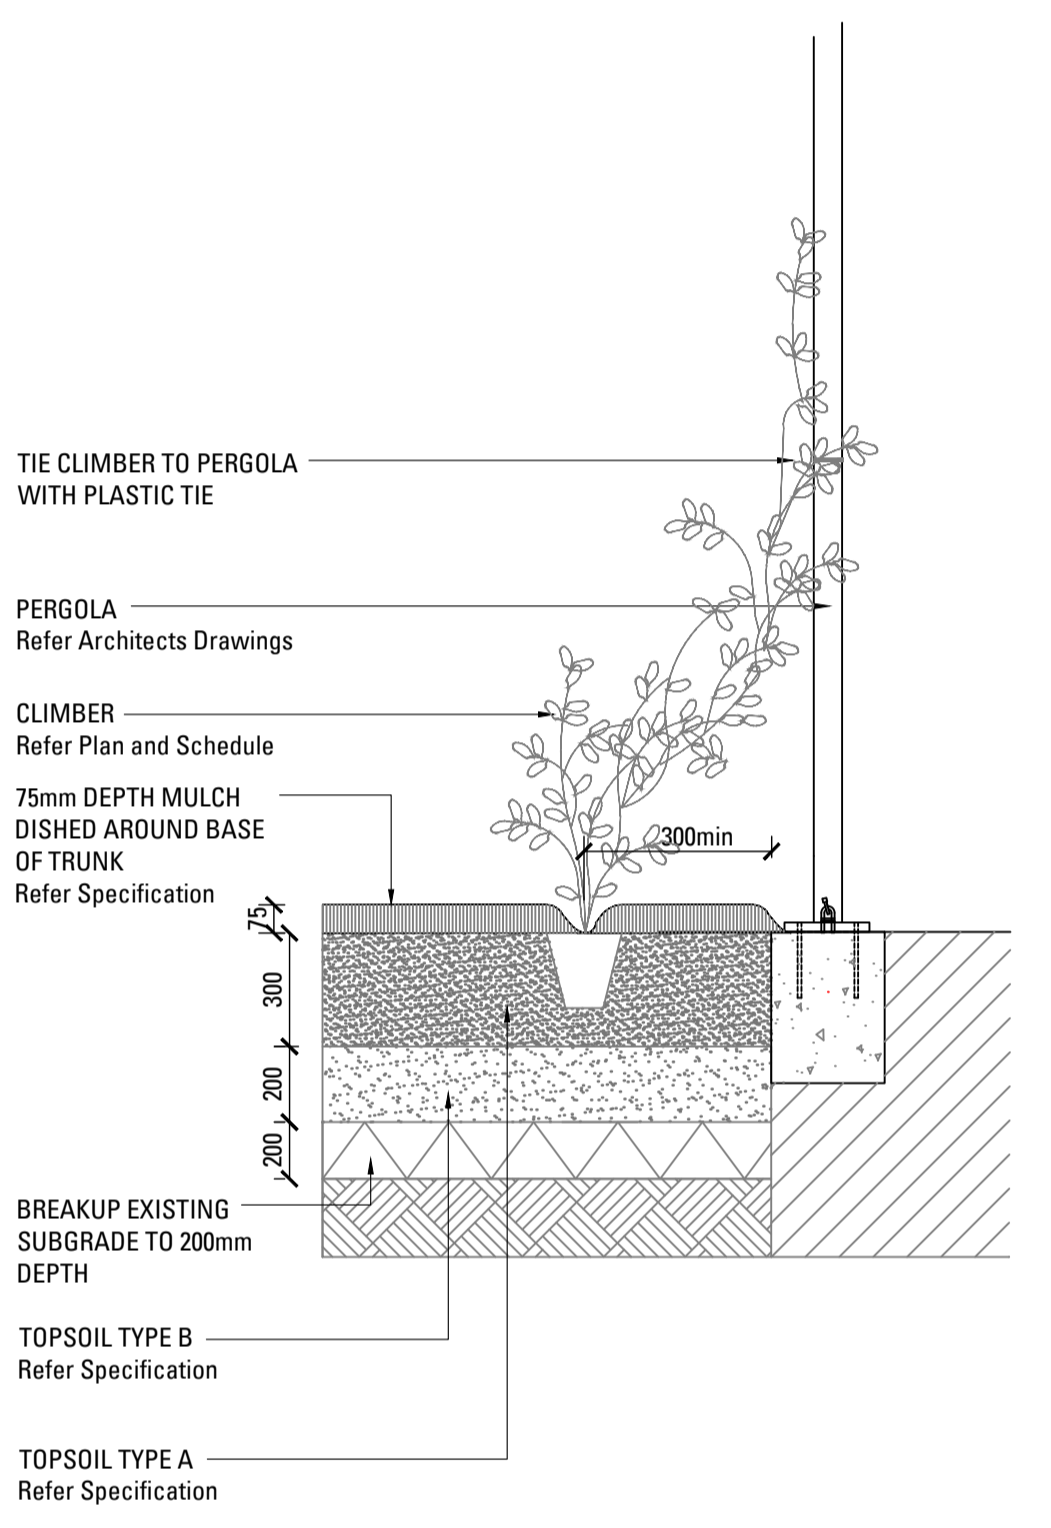 TIE CLIMBER TO PERGOLA
WITH PLASTIC TIE
PERGOLA
Refer Architects Drawings
CLIMBER
Refer Plan and Schedule
75mm DEPTH MULCH
DISHED AROUND BASE
OF TRUNK
Refer Specification
300min
75
300
200
200
BREAKUP EXISTING
SUBGRADE TO 200mm
DEPTH
TOPSOIL TYPE B
Refer Specification
TOPSOIL TYPE A
Refer Specification